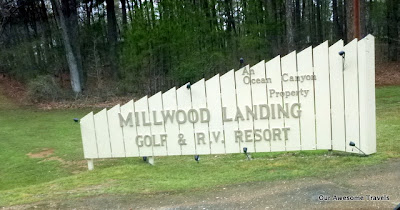 An
Ocean Canyon
Property
MILLWOOD LANDING
GOLF & R.V. RESORT
Our Awesome Travels